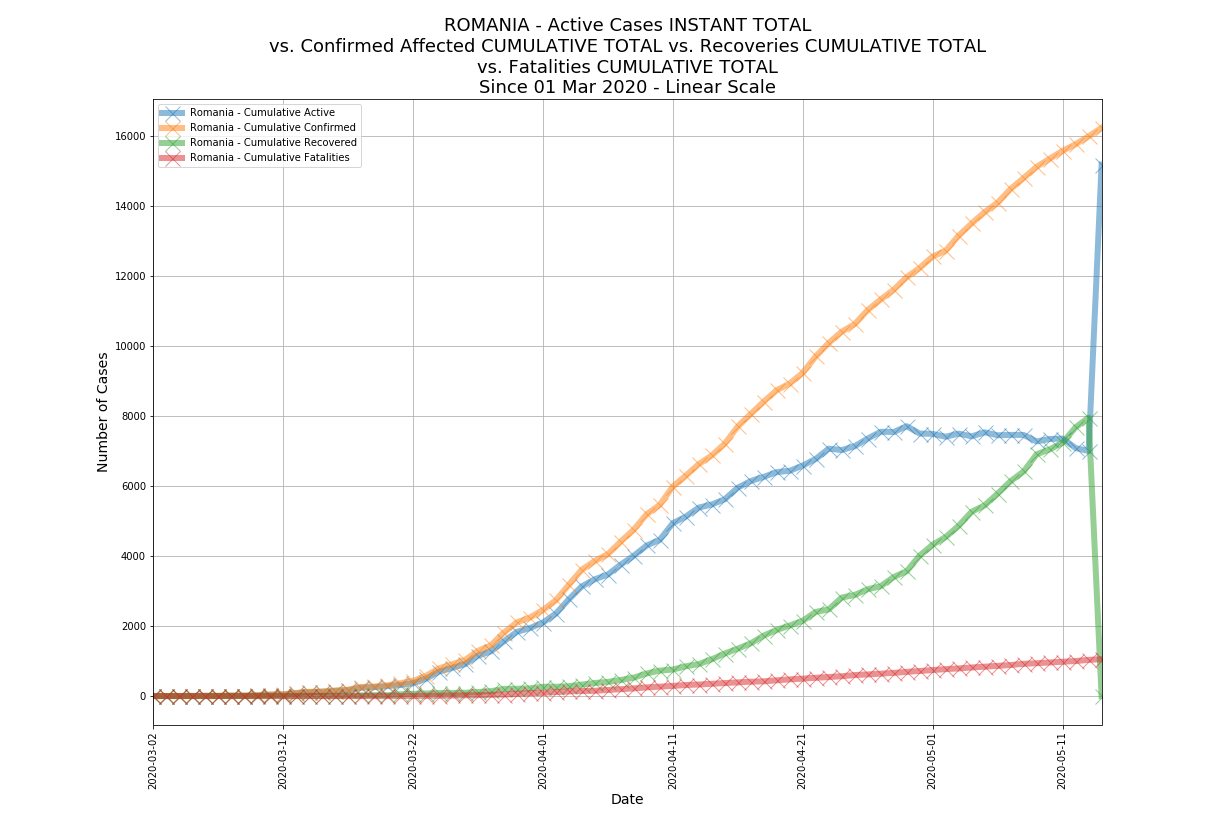 ROMANIA - Active Cases INSTANT TOTAL
vs. Confirmed Affected CUMULATIVE TOTAL vs. Recoveries CUMULATIVE TOTAL
vs. Fatalities CUMULATIVE TOTAL
Since 01 Mar 2020 - Linear Scale
Romania - Cumulative Active
Romania - Cumulative Confirmed
Romania - Cumulative Recovered
Romania - Cumulative Fatalities
Number of Cases
16000
14000
12000
10000
8000
6000
4000
2000
0
2020-03-02
2020-03-12
2020-03-22
2020-04-01
2020-04-11
2020-04-21
2020-05-01
2020-05-11
Date